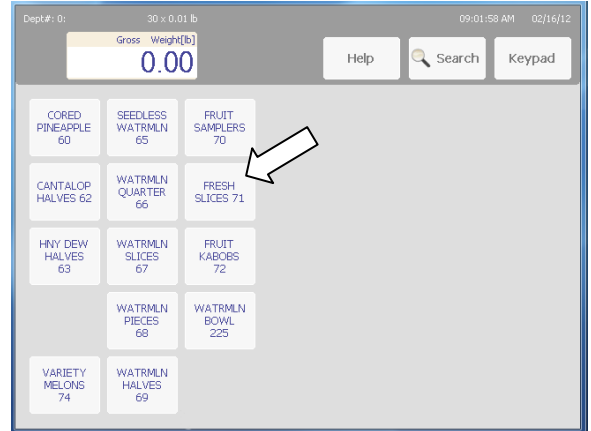 Dept#: 0:
30 x 0.01 lb
09:01:58 AM 02/16/12
Gross Weight[lb]
0.00
Help
Search
Keypad
CORED
PINEAPPLE
60
SEEDLESS
WATRMLN
65
FRUIT
SAMPLERS
70
CANTALOP
HALVES 62
WATRMLN
QUARTER
66
FRESH
SLICES 71
HNY DEW
HALVES
63
WATRMLN
SLICES
67
FRUIT
KABOBS
72
WATRMLN
PIECES
68
WATRMLN
BOWL
225
VARIETY
MELONS
74
WATRMLN
HALVES
69